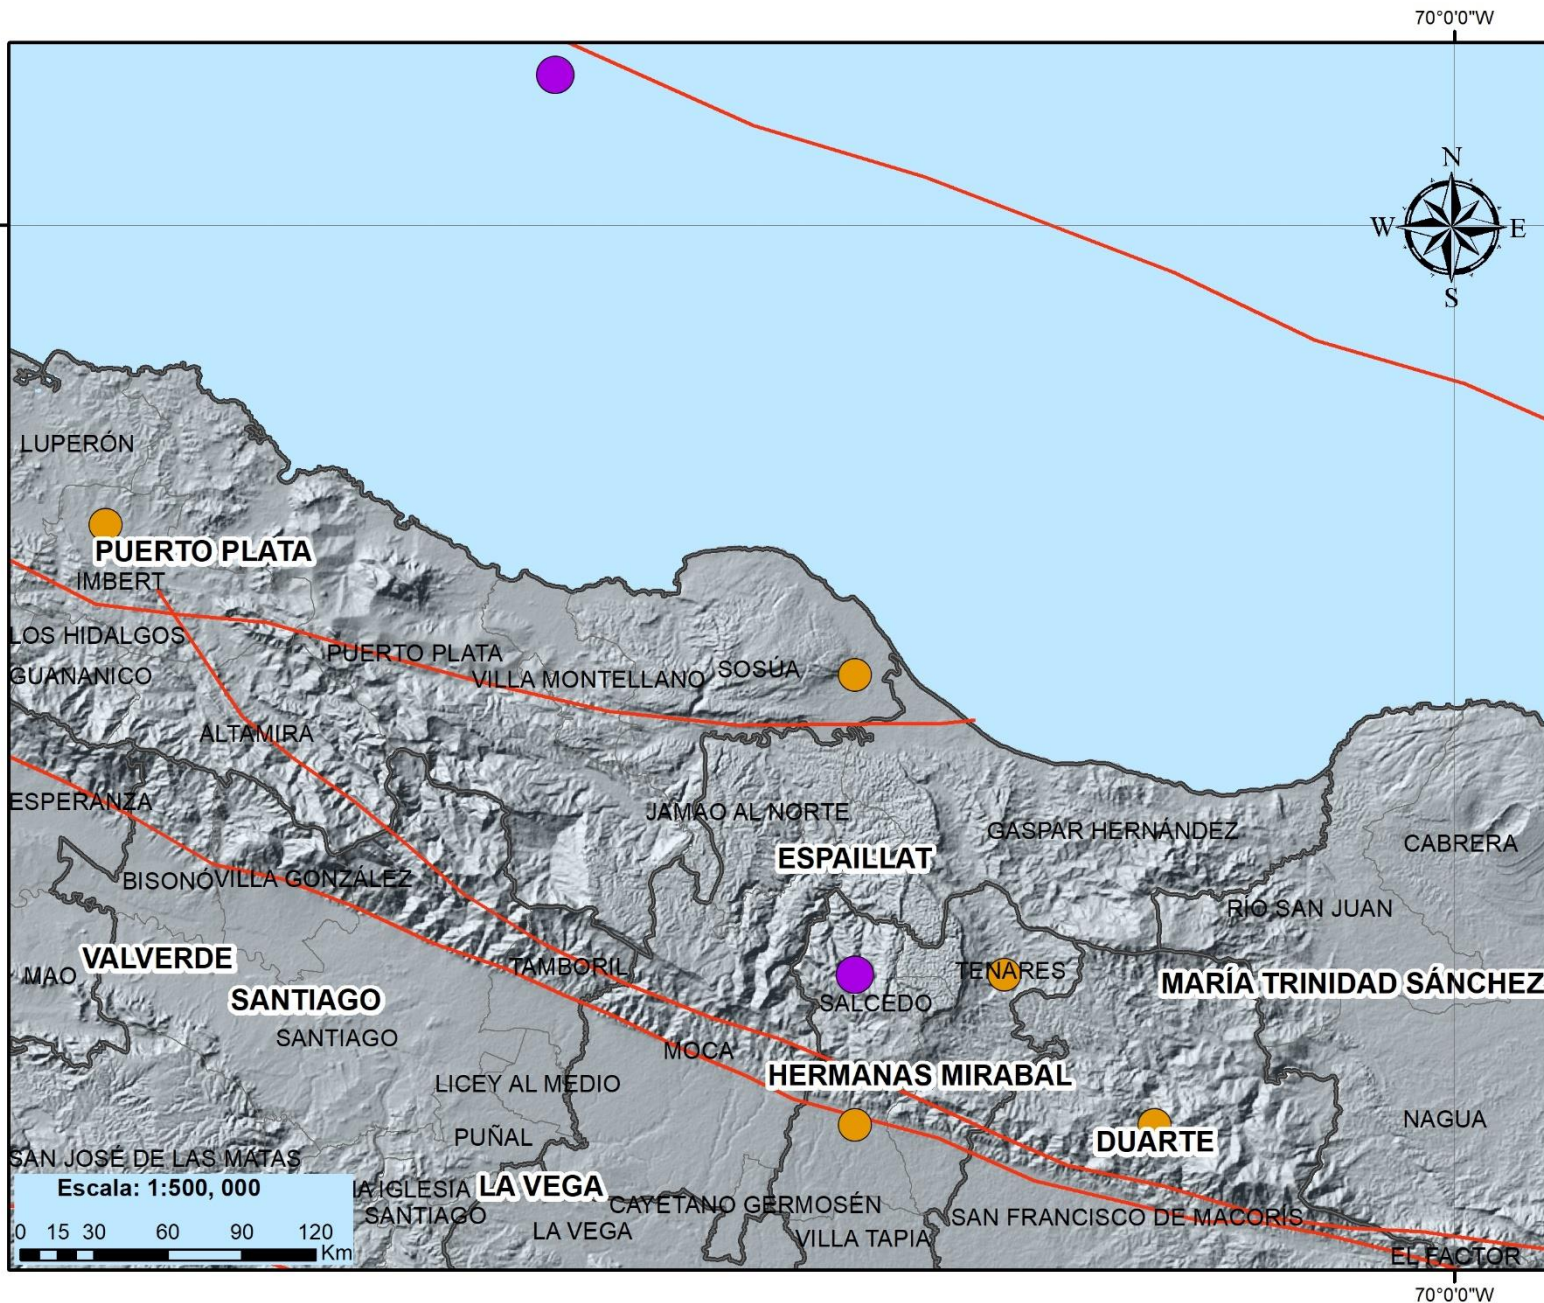 70°0'0"W
N
W
E
S
LUPERÓN
PUERTO PLATA
IMBERT
LOS HIDALGOS
PUERTO PLATA
GUANANICO
VILLA MONTELLANO
SOSÚA
ALTAMIRA
ESPERANZA
JAMAO AL NORTE
GASPAR HERNÁNDEZ
CABRERA
ESPAILLAT
BISONÓ
VILLA GONZÁLEZ
RÍO SAN JUAN
VALVERDE
TAMBORIL
TENARES
MAO
MARÍA TRINIDAD SÁNCHEZ
SANTIAGO
SALCEDO
SANTIAGO
MOCA
HERMANAS MIRABAL
LICEY AL MEDIO
NAGUA
PUÑAL
DUARTE
SAN JOSÉ DE LAS MATAS
Escala: 1:500, 000
IGLESIA
LA VEGA
CAYETANO GERMOSÉN
SANTIAGO
SAN FRANCISCO DE MACORÍS
LA VEGA
VILLA TAPIA
0 15 30 60 90 120
Km
EL FACTOR
70°0'0"W